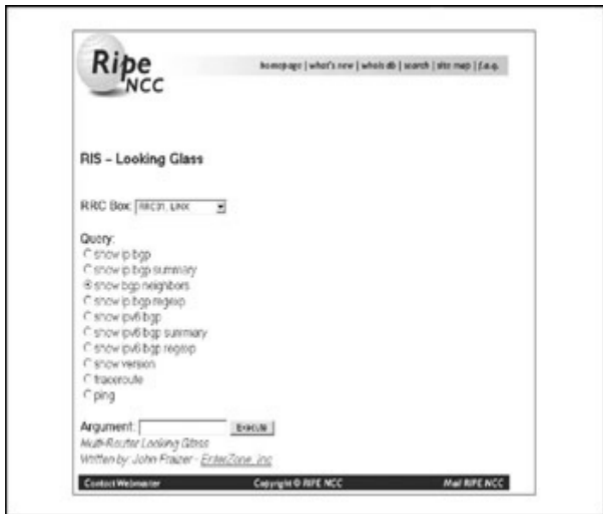 Ripe
NCC
homepage | what's new | whois db | search | site map | f.a.q.
RIS – Looking Glass
RRC Box: RRC01, LINX
Query:
show ip bgp
show ip bgp summary
show bgp neighbors
show ip bgp regexp
show ipv6 bgp
show ipv6 bgp summary
show ipv6 bgp regexp
show version
traceroute
ping
Argument: Execute
Multi-Router Looking Glass
Written by: John Fraizer - EnterZone, Inc
Contact Webmaster Copyright © RIPE NCC Mail RIPE NCC